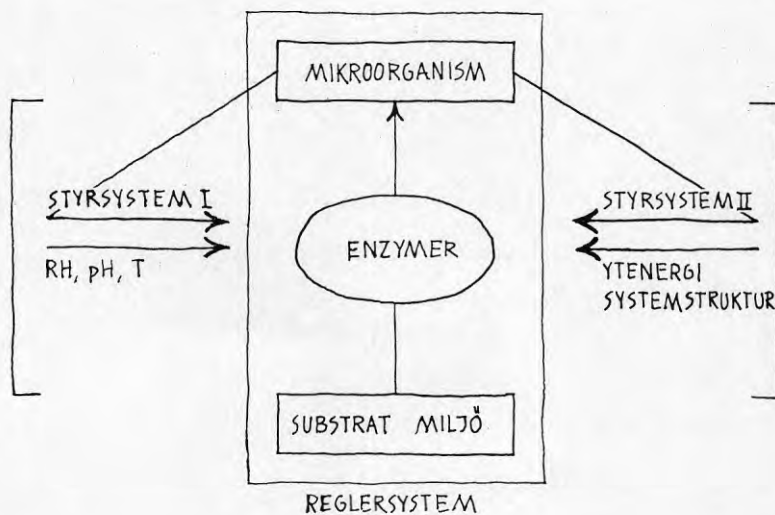 MIKROORGANISM
STYRSYSTEM I
RH, pH, T
ENZYMER
STYRSYSTEM II
YTENERGI
SYSTEMSTRUKTUR
SUBSTRAT MILJÖ
REGLERSYSTEM